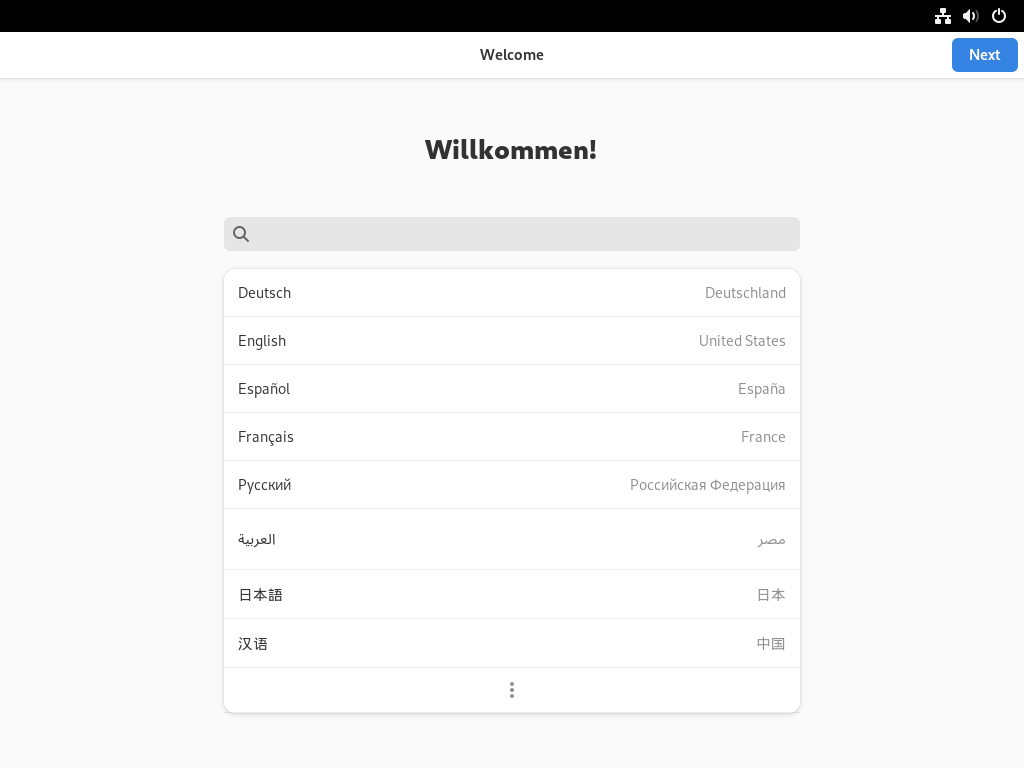 Welcome
Next
Willkommen!
Deutsch Deutschland
English United States
Español España
Français France
Русский Российская Федерация
العربية مصر
日本語 日本
汉语 中国